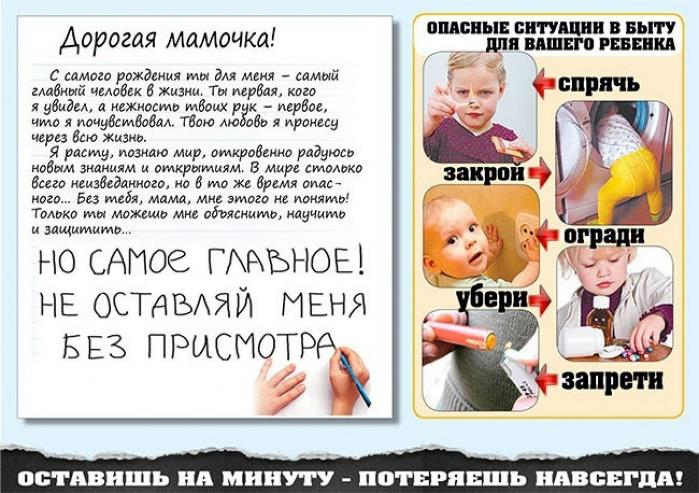 Дорогая мамочка!
С самого рождения ты для меня – самый
главный человек в жизни. Ты первая, кого
я увидел, а нежность твоих рук – первое,
что я почувствовал. Твою любовь я пронесу
через всю жизнь.
Я расту, познаю мир, откровенно радуюсь
новым знаниям и открытиям. В мире столько
всего неизведанного, но в то же время опас-
ного... Без тебя, мама, мне этого не понять!
Только ты можешь мне объяснить, научить
и защитить...
НО САМОЕ ГЛАВНОЕ!
НЕ ОСТАВЛЯЙ МЕНЯ
БЕЗ ПРИСМОТРА
ОПАСНЫЕ СИТУАЦИИ В БЫТУ
ДЛЯ ВАШЕГО РЕБЕНКА
спрячь
закрой
огради
убери
запрети
ОСТАВИШЬ НА МИНУТУ - ПОТЕРЯЕШЬ НАВСЕГДА!